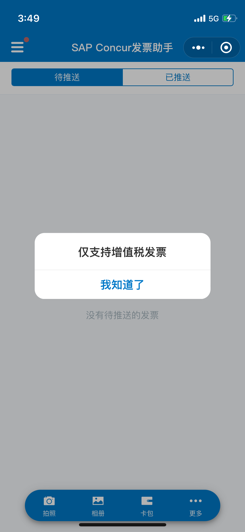 3:49
5G
SAP Concur发票助手
待推送
已推送
仅支持增值税发票
我知道了
没有待推送的发票
拍照
相册
卡包
更多